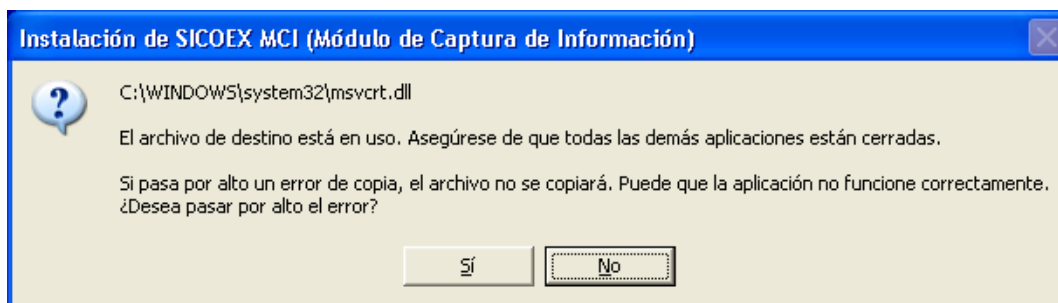 Instalación de SICOEX MCI (Módulo de Captura de Información)
C:\WINDOWS\system32\msvcrt.dll
El archivo de destino está en uso. Asegúrese de que todas las demás aplicaciones están cerradas.
Si pasa por alto un error de copia, el archivo no se copiará. Puede que la aplicación no funcione correctamente.
¿Desea pasar por alto el error?
Sí
No